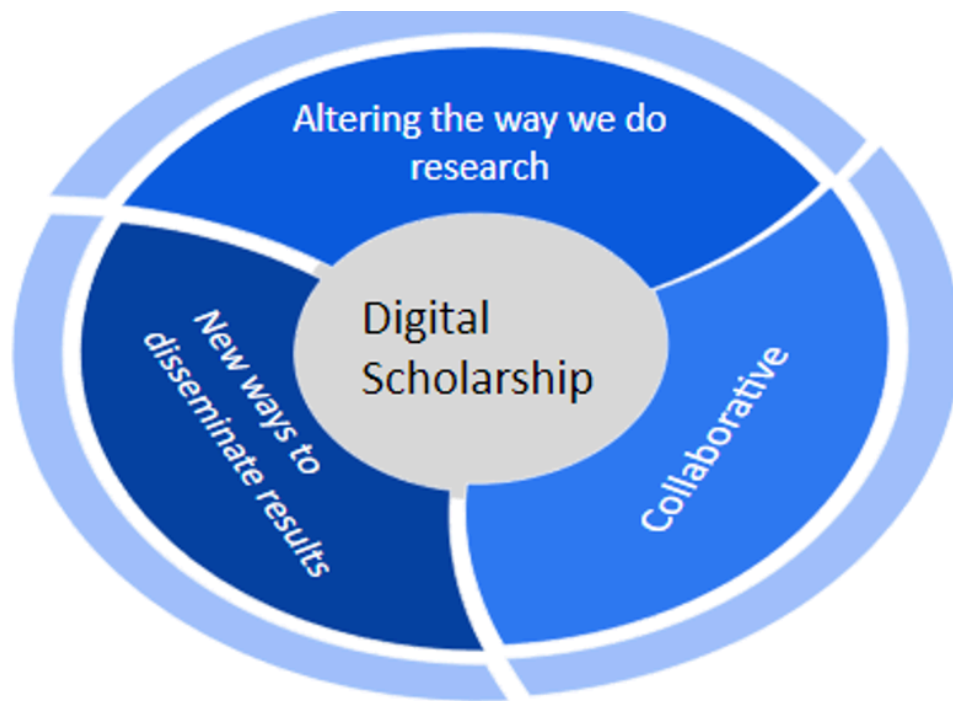 Altering the way we do
research
Digital
Scholarship
New ways to
disseminate results
Collaborative